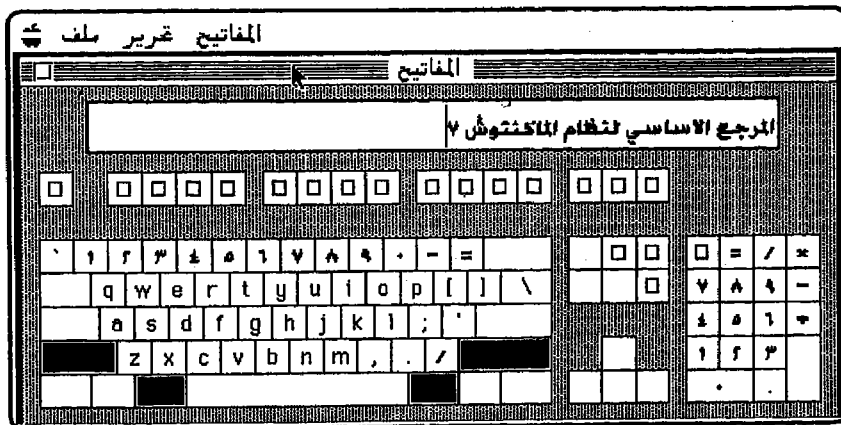 المفاتيح تحرير ملف
المفاتيح
المرجع الاساسي لنظام الماكنتوش ٧
` ١ ٢ ٣ ٤ ٥ ٦ ٧ ٨ ٩ ٠ - = = / *
q w e r t y u i o p [ ] \ ٧ ٨ ٩ -
a s d f g h j k l ; ' ٤ ٥ ٦ +
z x c v b n m , . / ١ ٢ ٣
٠ .